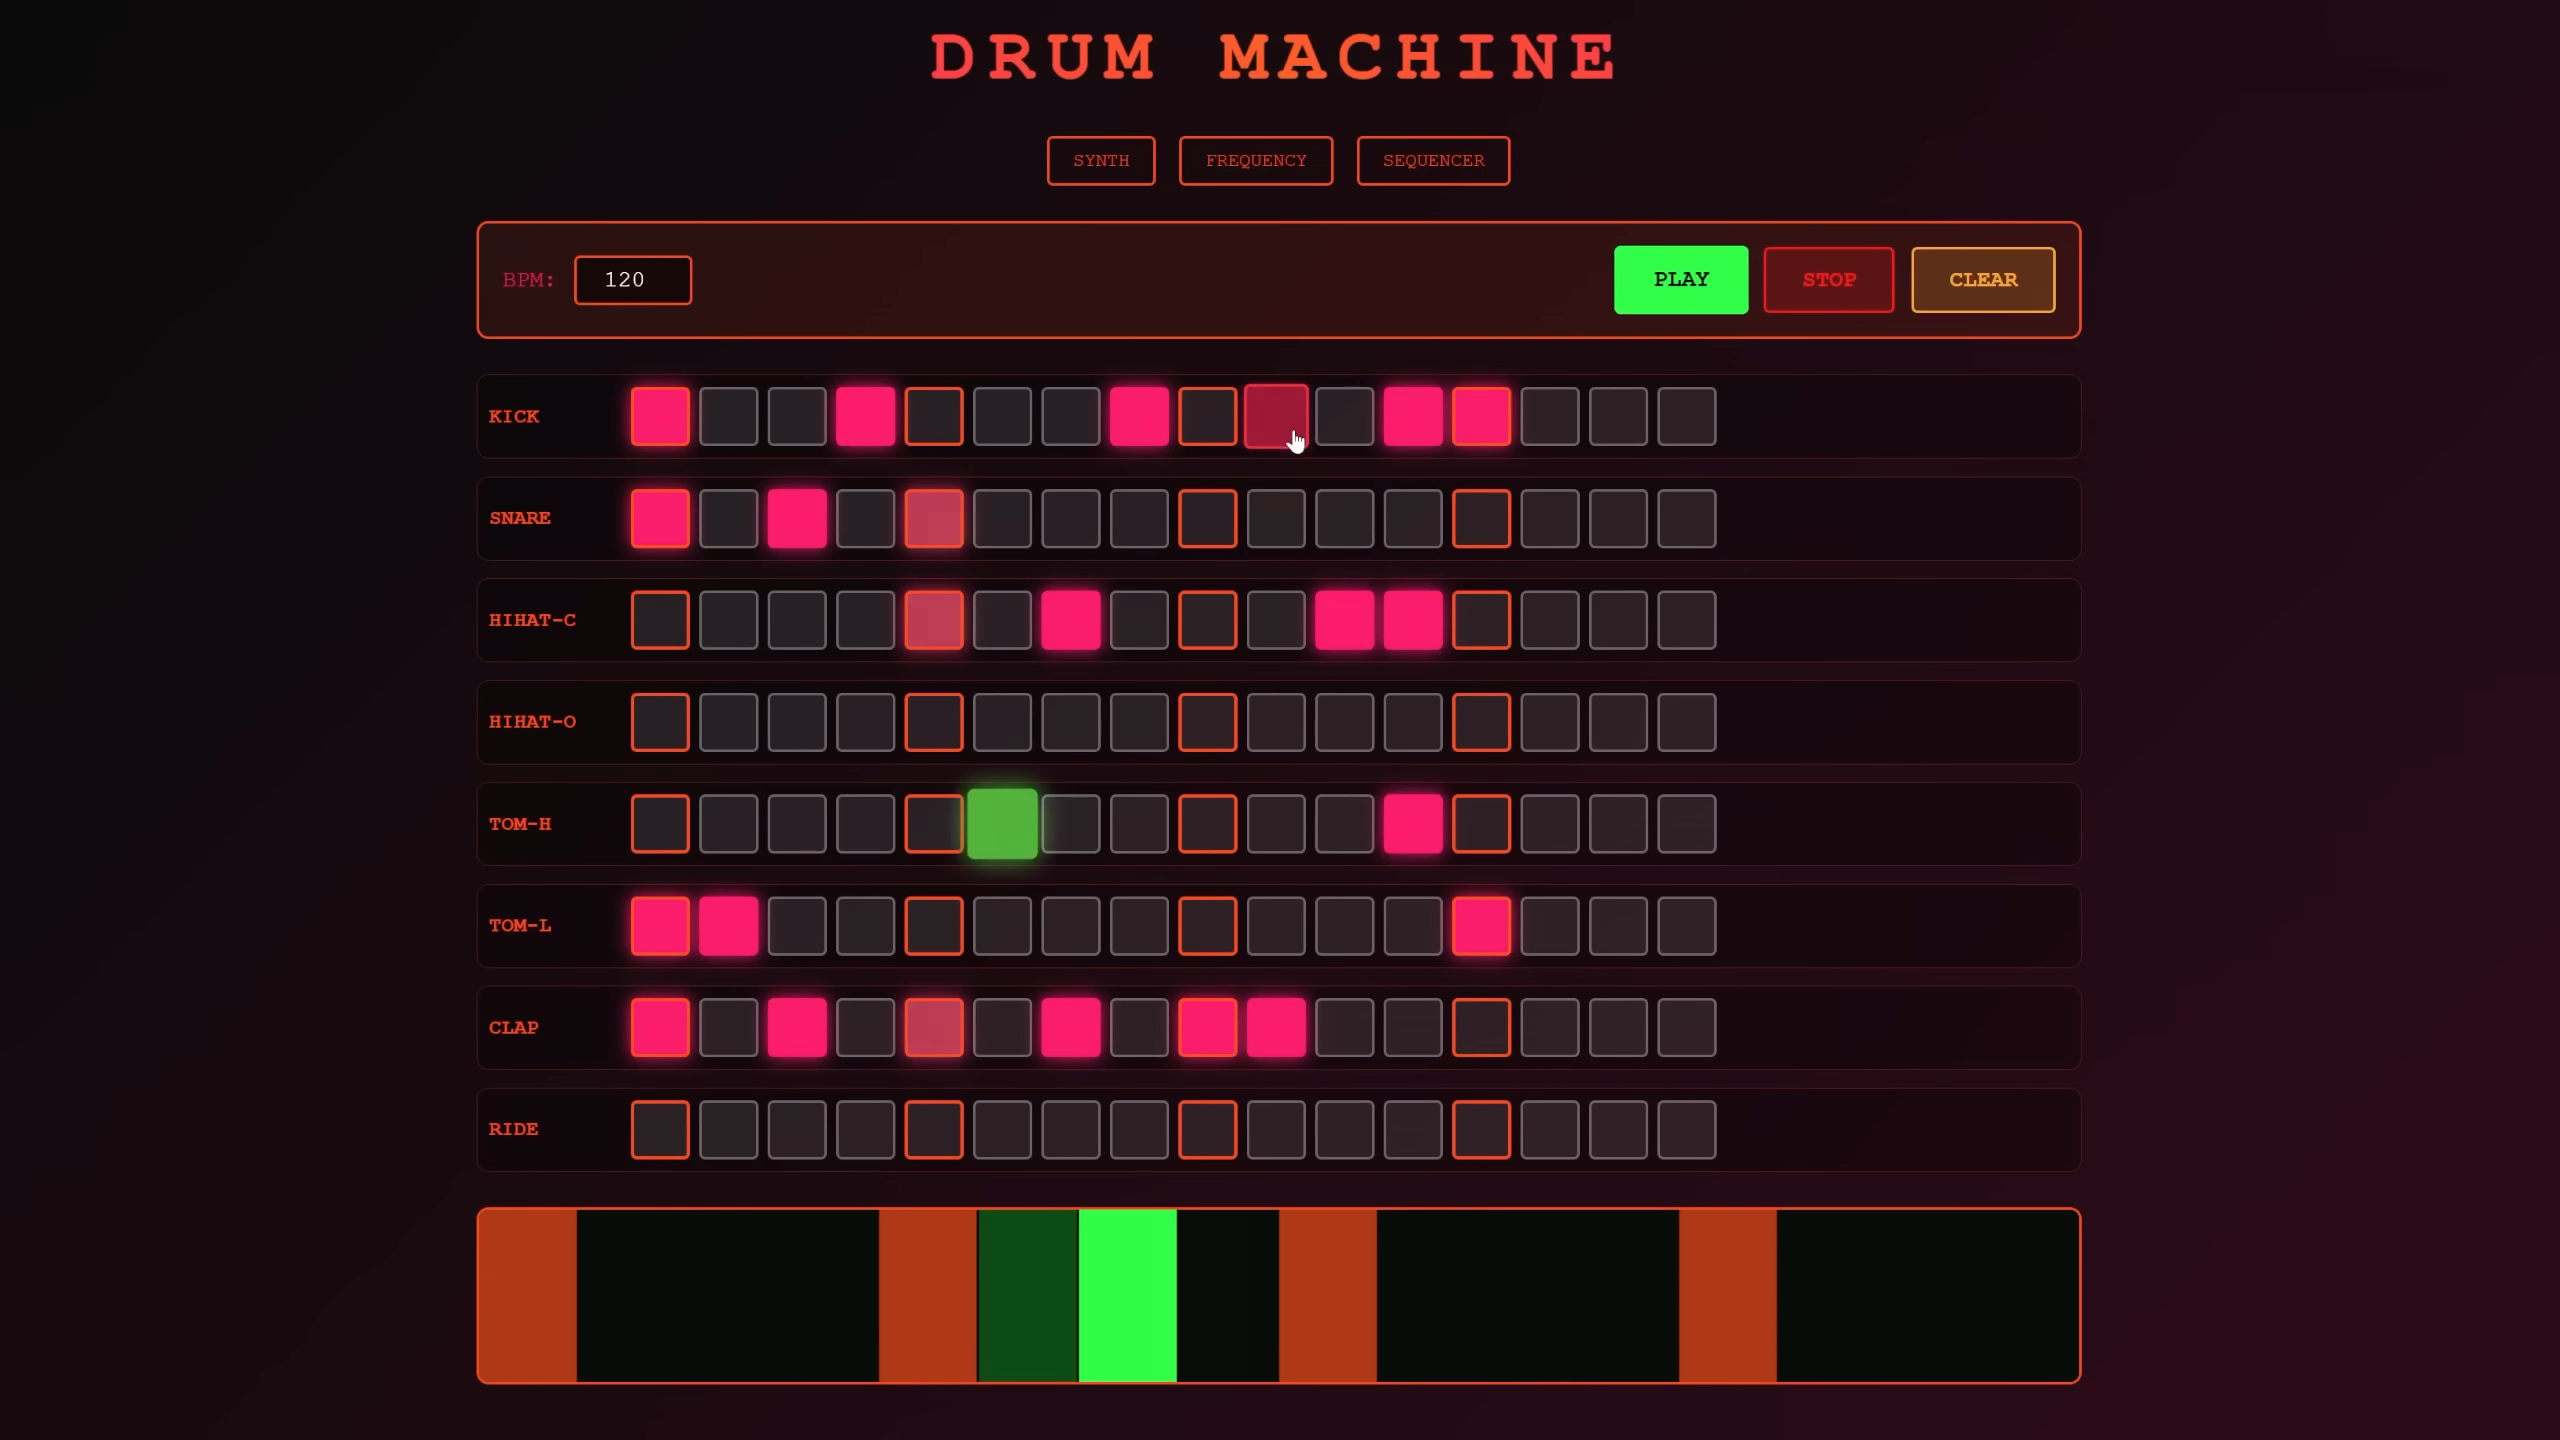 DRUM MACHINE
SYNTH FREQUENCY SEQUENCER
BPM: 120 PLAY STOP CLEAR
KICK
SNARE
HIHAT-C
HIHAT-O
TOM-H
TOM-L
CLAP
RIDE